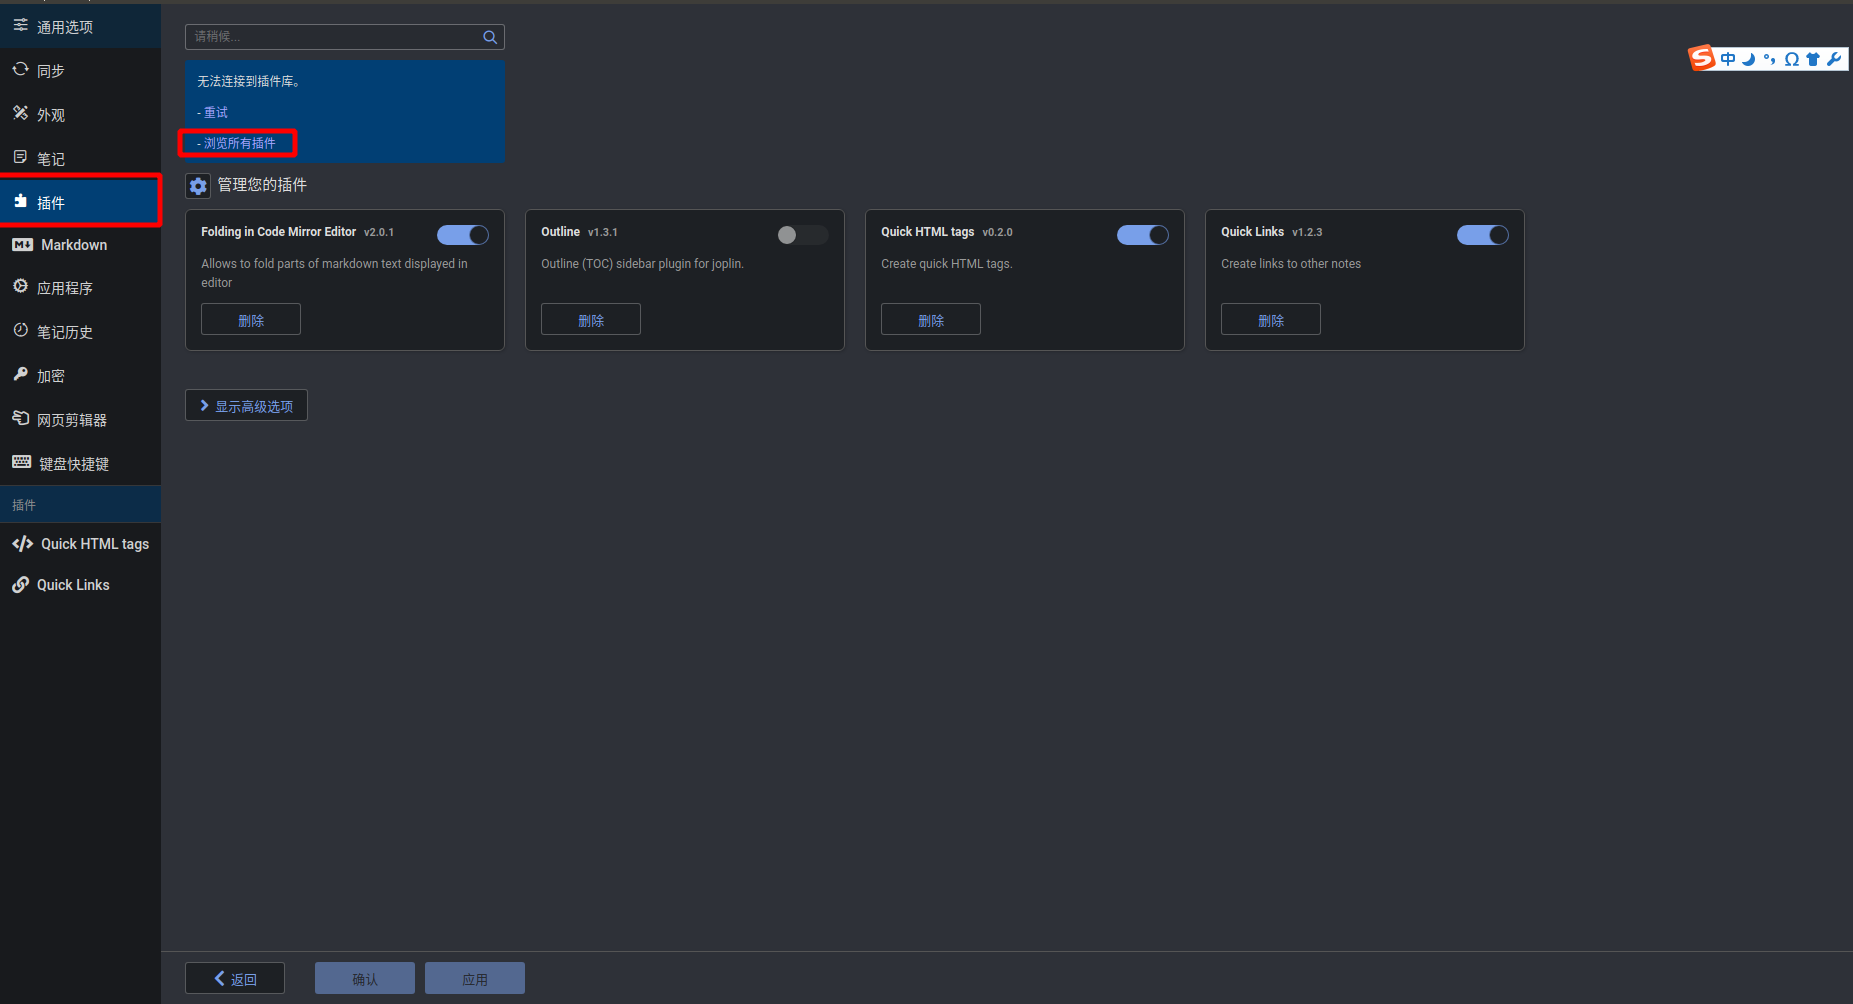 通用选项
同步
外观
笔记
插件
Markdown
应用程序
笔记历史
加密
网页剪辑器
键盘快捷键
插件
Quick HTML tags
Quick Links
请稍候...
无法连接到插件库。
- 重试
- 浏览所有插件
管理您的插件
Folding in Code Mirror Editor v2.0.1
Allows to fold parts of markdown text displayed in
editor
删除
Outline v1.3.1
Outline (TOC) sidebar plugin for joplin.
删除
Quick HTML tags v0.2.0
Create quick HTML tags.
删除
Quick Links v1.2.3
Create links to other notes
删除
显示高级选项
返回
确认
应用
S 中